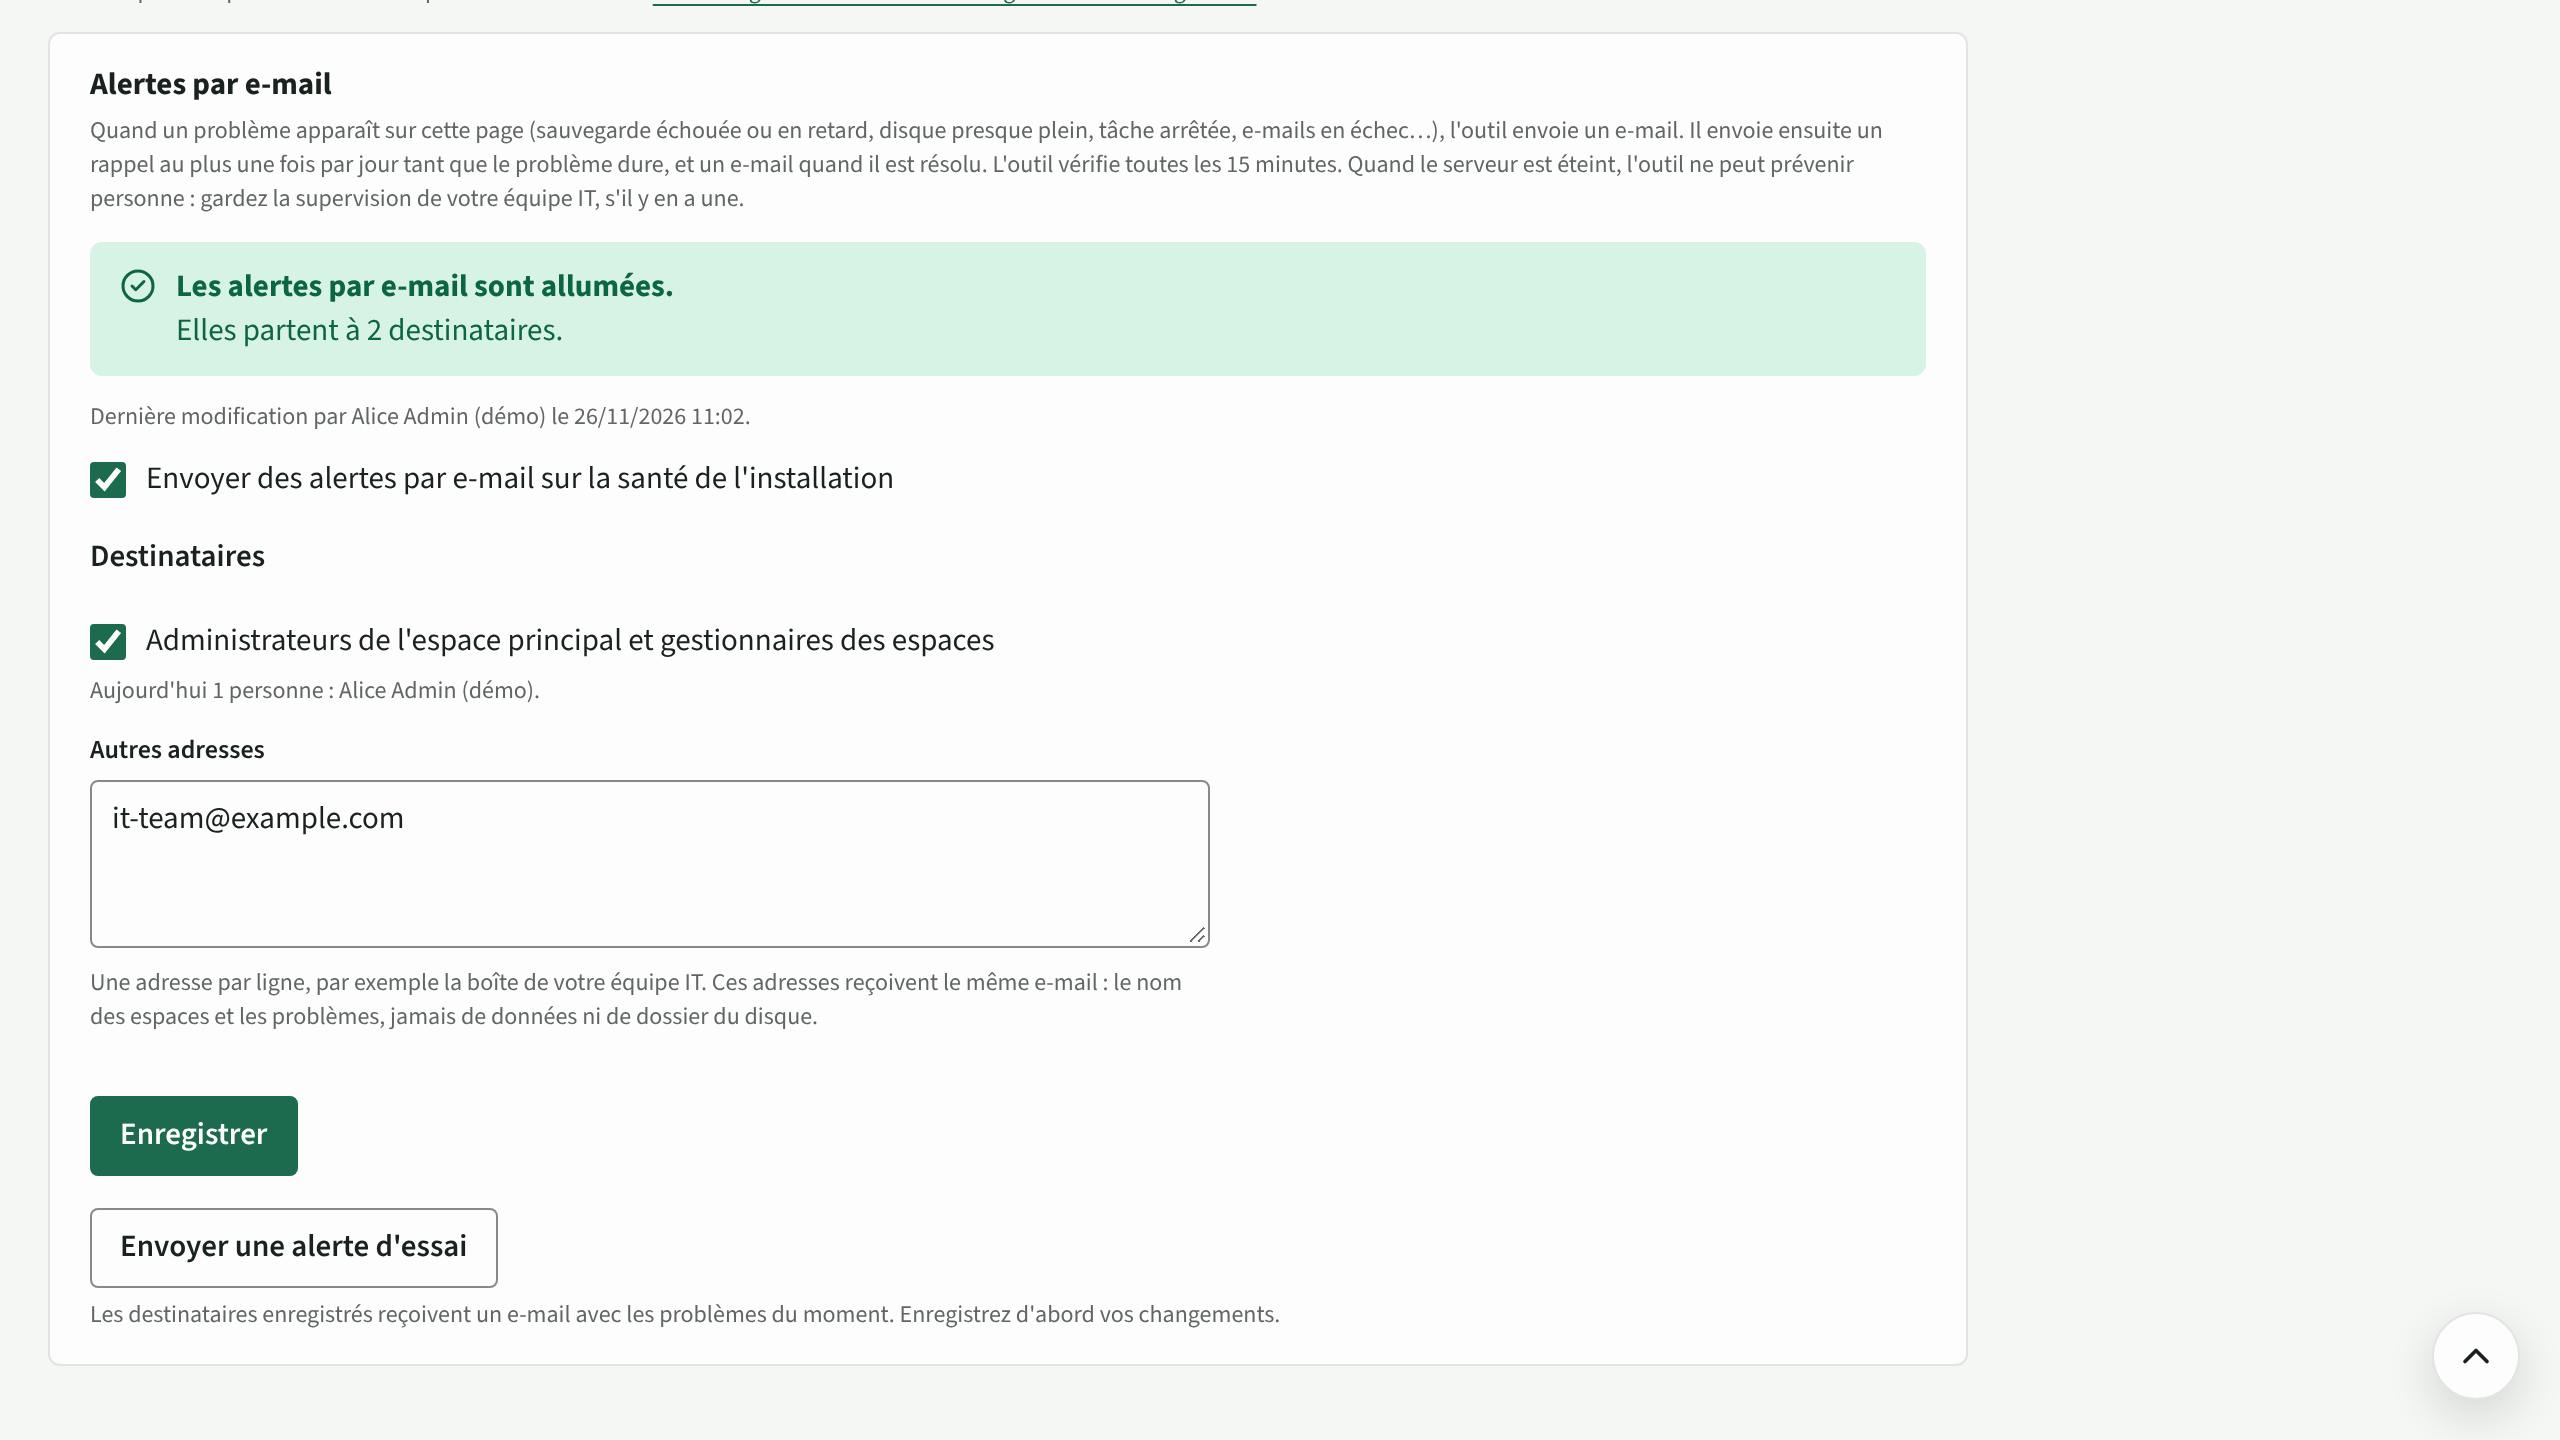 Alertes par e-mail
Quand un problème apparaît sur cette page (sauvegarde échouée ou en retard, disque presque plein, tâche arrêtée, e-mails en échec…), l'outil envoie un e-mail. Il envoie ensuite un
rappel au plus une fois par jour tant que le problème dure, et un e-mail quand il est résolu. L'outil vérifie toutes les 15 minutes. Quand le serveur est éteint, l'outil ne peut prévenir
personne : gardez la supervision de votre équipe IT, s'il y en a une.
Les alertes par e-mail sont allumées.
Elles partent à 2 destinataires.
Dernière modification par Alice Admin (démo) le 26/11/2026 11:02.
Envoyer des alertes par e-mail sur la santé de l'installation
Destinataires
Administrateurs de l'espace principal et gestionnaires des espaces
Aujourd'hui 1 personne : Alice Admin (démo).
Autres adresses
it-team@example.com
Une adresse par ligne, par exemple la boîte de votre équipe IT. Ces adresses reçoivent le même e-mail : le nom
des espaces et les problèmes, jamais de données ni de dossier du disque.
Enregistrer
Envoyer une alerte d'essai
Les destinataires enregistrés reçoivent un e-mail avec les problèmes du moment. Enregistrez d'abord vos changements.